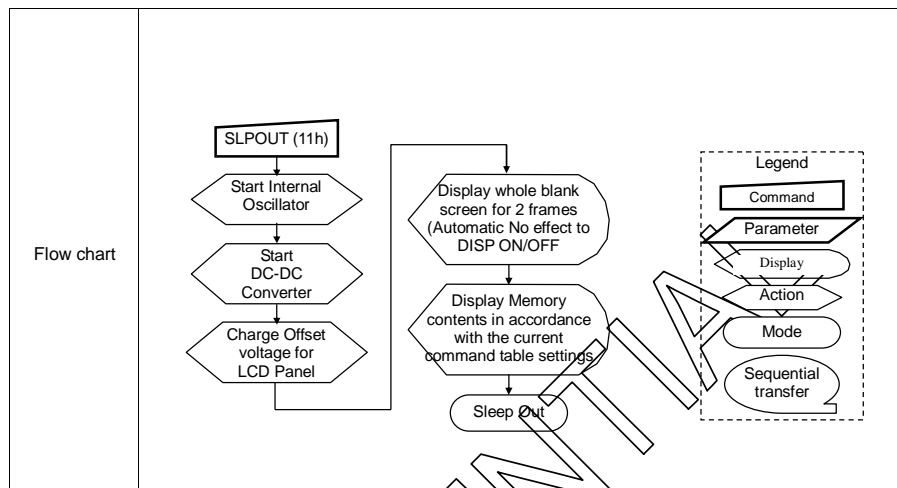 Flow chart
SLPOUT (11h)
Start Internal
Oscillator
Start
DC-DC
Converter
Charge Offset
voltage for
LCD Panel
Display whole blank
screen for 2 frames
(Automatic No effect to
DISP ON/OFF
Display Memory
contents in accordance
with the current
command table settings
Sleep Out
Legend
Command
Parameter
Display
Action
Mode
Sequential
transfer